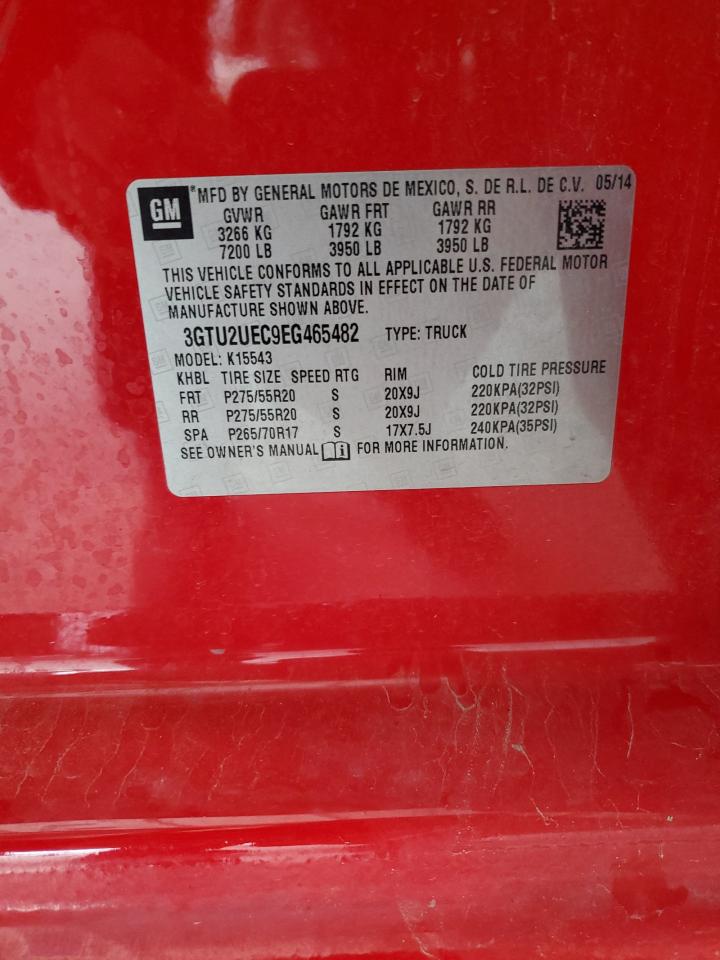 GM
®MFD BY GENERAL MOTORS DE MEXICO, S. DE R.L. DE C.V. 05/14
GVWR GAWR FRT GAWR RR
3266 KG 1792 KG 1792 KG
7200 LB 3950 LB 3950 LB
THIS VEHICLE CONFORMS TO ALL APPLICABLE U.S. FEDERAL MOTOR
VEHICLE SAFETY STANDARDS IN EFFECT ON THE DATE OF
MANUFACTURE SHOWN ABOVE.
3GTU2UEC9EG465482 TYPE: TRUCK
MODEL: K15543
KHBL TIRE SIZE SPEED RTG RIM COLD TIRE PRESSURE
FRT P275/55R20 S 20X9J 220KPA(32PSI)
RR P275/55R20 S 20X9J 220KPA(32PSI)
SPA P265/70R17 S 17X7.5J 240KPA(35PSI)
SEE OWNER'S MANUAL i FOR MORE INFORMATION.